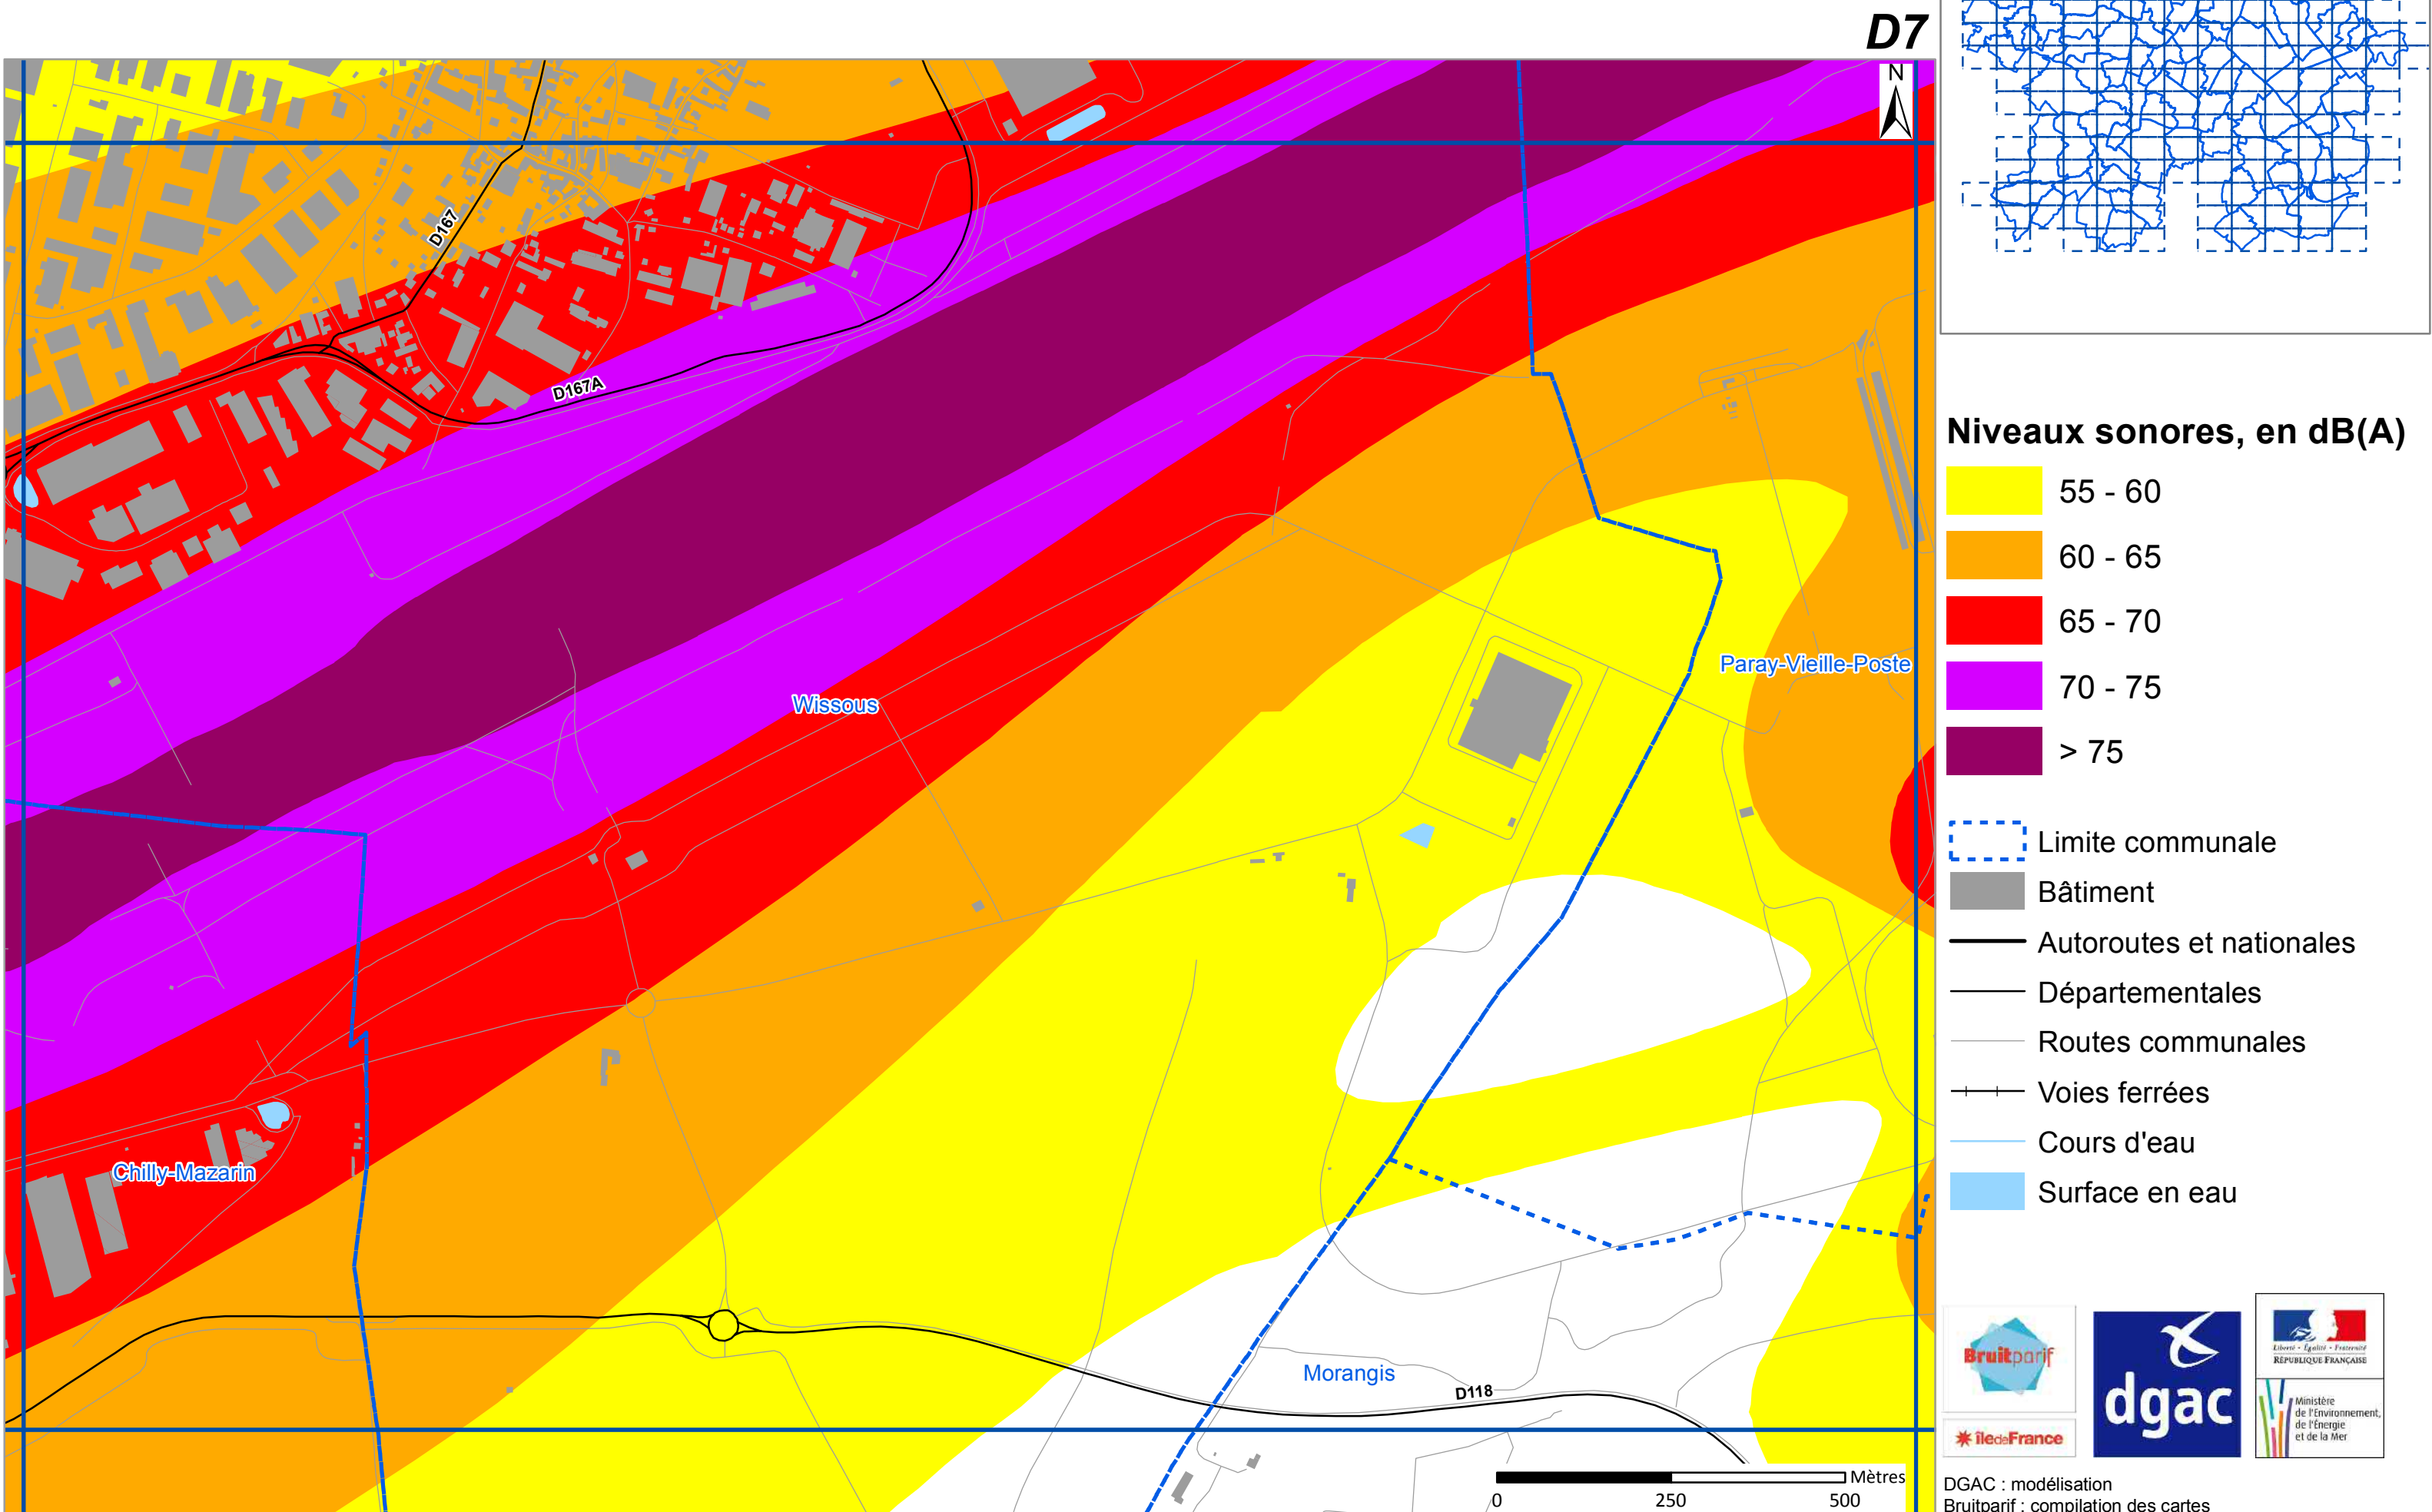 D7
N
D167
D167A
Wissous
Paray-Vieille-Poste
Chilly-Mazarin
Morangis
D118
Mètres
0 250 500
Niveaux sonores, en dB(A)
55 - 60
60 - 65
65 - 70
70 - 75
> 75
Limite communale
Bâtiment
Autoroutes et nationales
Départementales
Routes communales
Voies ferrées
Cours d'eau
Surface en eau
Bruitparif
îledeFrance
dgac
Liberté • Égalité • Fraternité
RÉPUBLIQUE FRANÇAISE
Ministère
de l'Environnement,
de l'Énergie
et de la Mer
DGAC : modélisation
Bruitparif : compilation des cartes